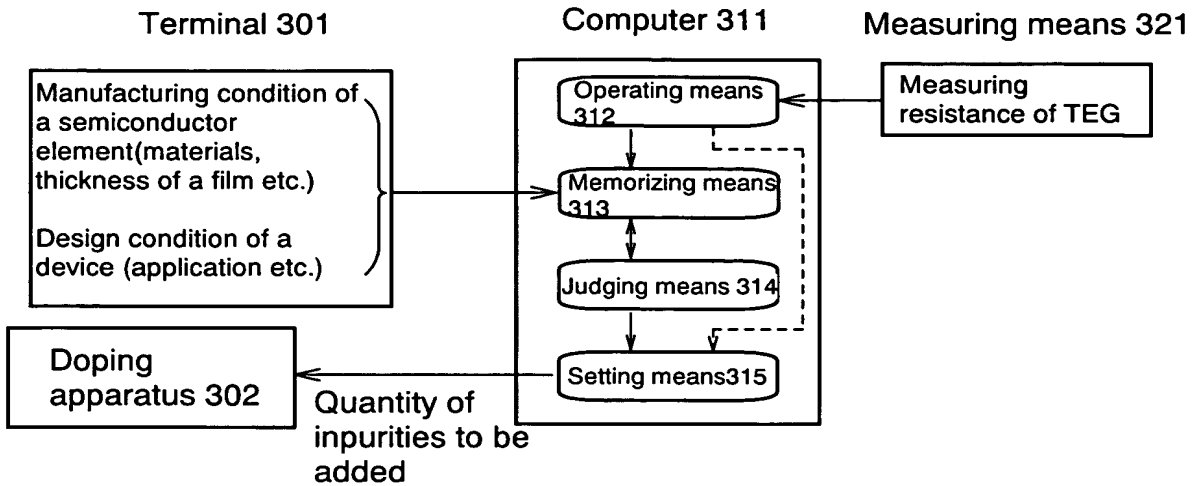 Terminal 301
Computer 311
Measuring means 321
Manufacturing condition of
a semiconductor
element(materials,
thickness of a film etc.)
Design condition of a
device (application etc.)
Operating means
312
Measuring
resistance of TEG
Memorizing means
313
Judging means 314
Setting means315
Doping
apparatus 302
Quantity of
inpurities to be
added